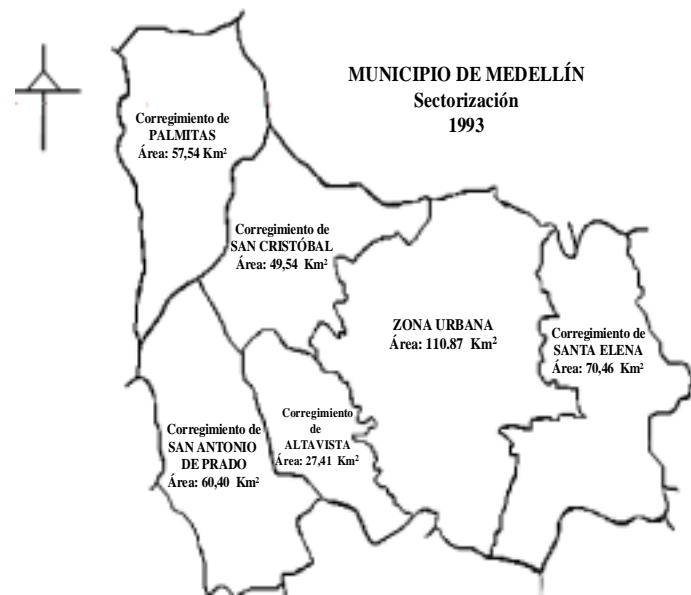 MUNICIPIO DE MEDELLÍN
Sectorización
1993
Corregimiento de
PALMITAS
Área: 57,54 Km²
Corregimiento de
SAN CRISTÓBAL
Área: 49,54 Km²
ZONA URBANA
Área: 110.87 Km²
Corregimiento de
SANTA ELENA
Área: 70,46 Km²
Corregimiento
de
ALTAVISTA
Área: 27,41 Km²
Corregimiento de
SAN ANTONIO
DE PRADO
Área: 60,40 Km²